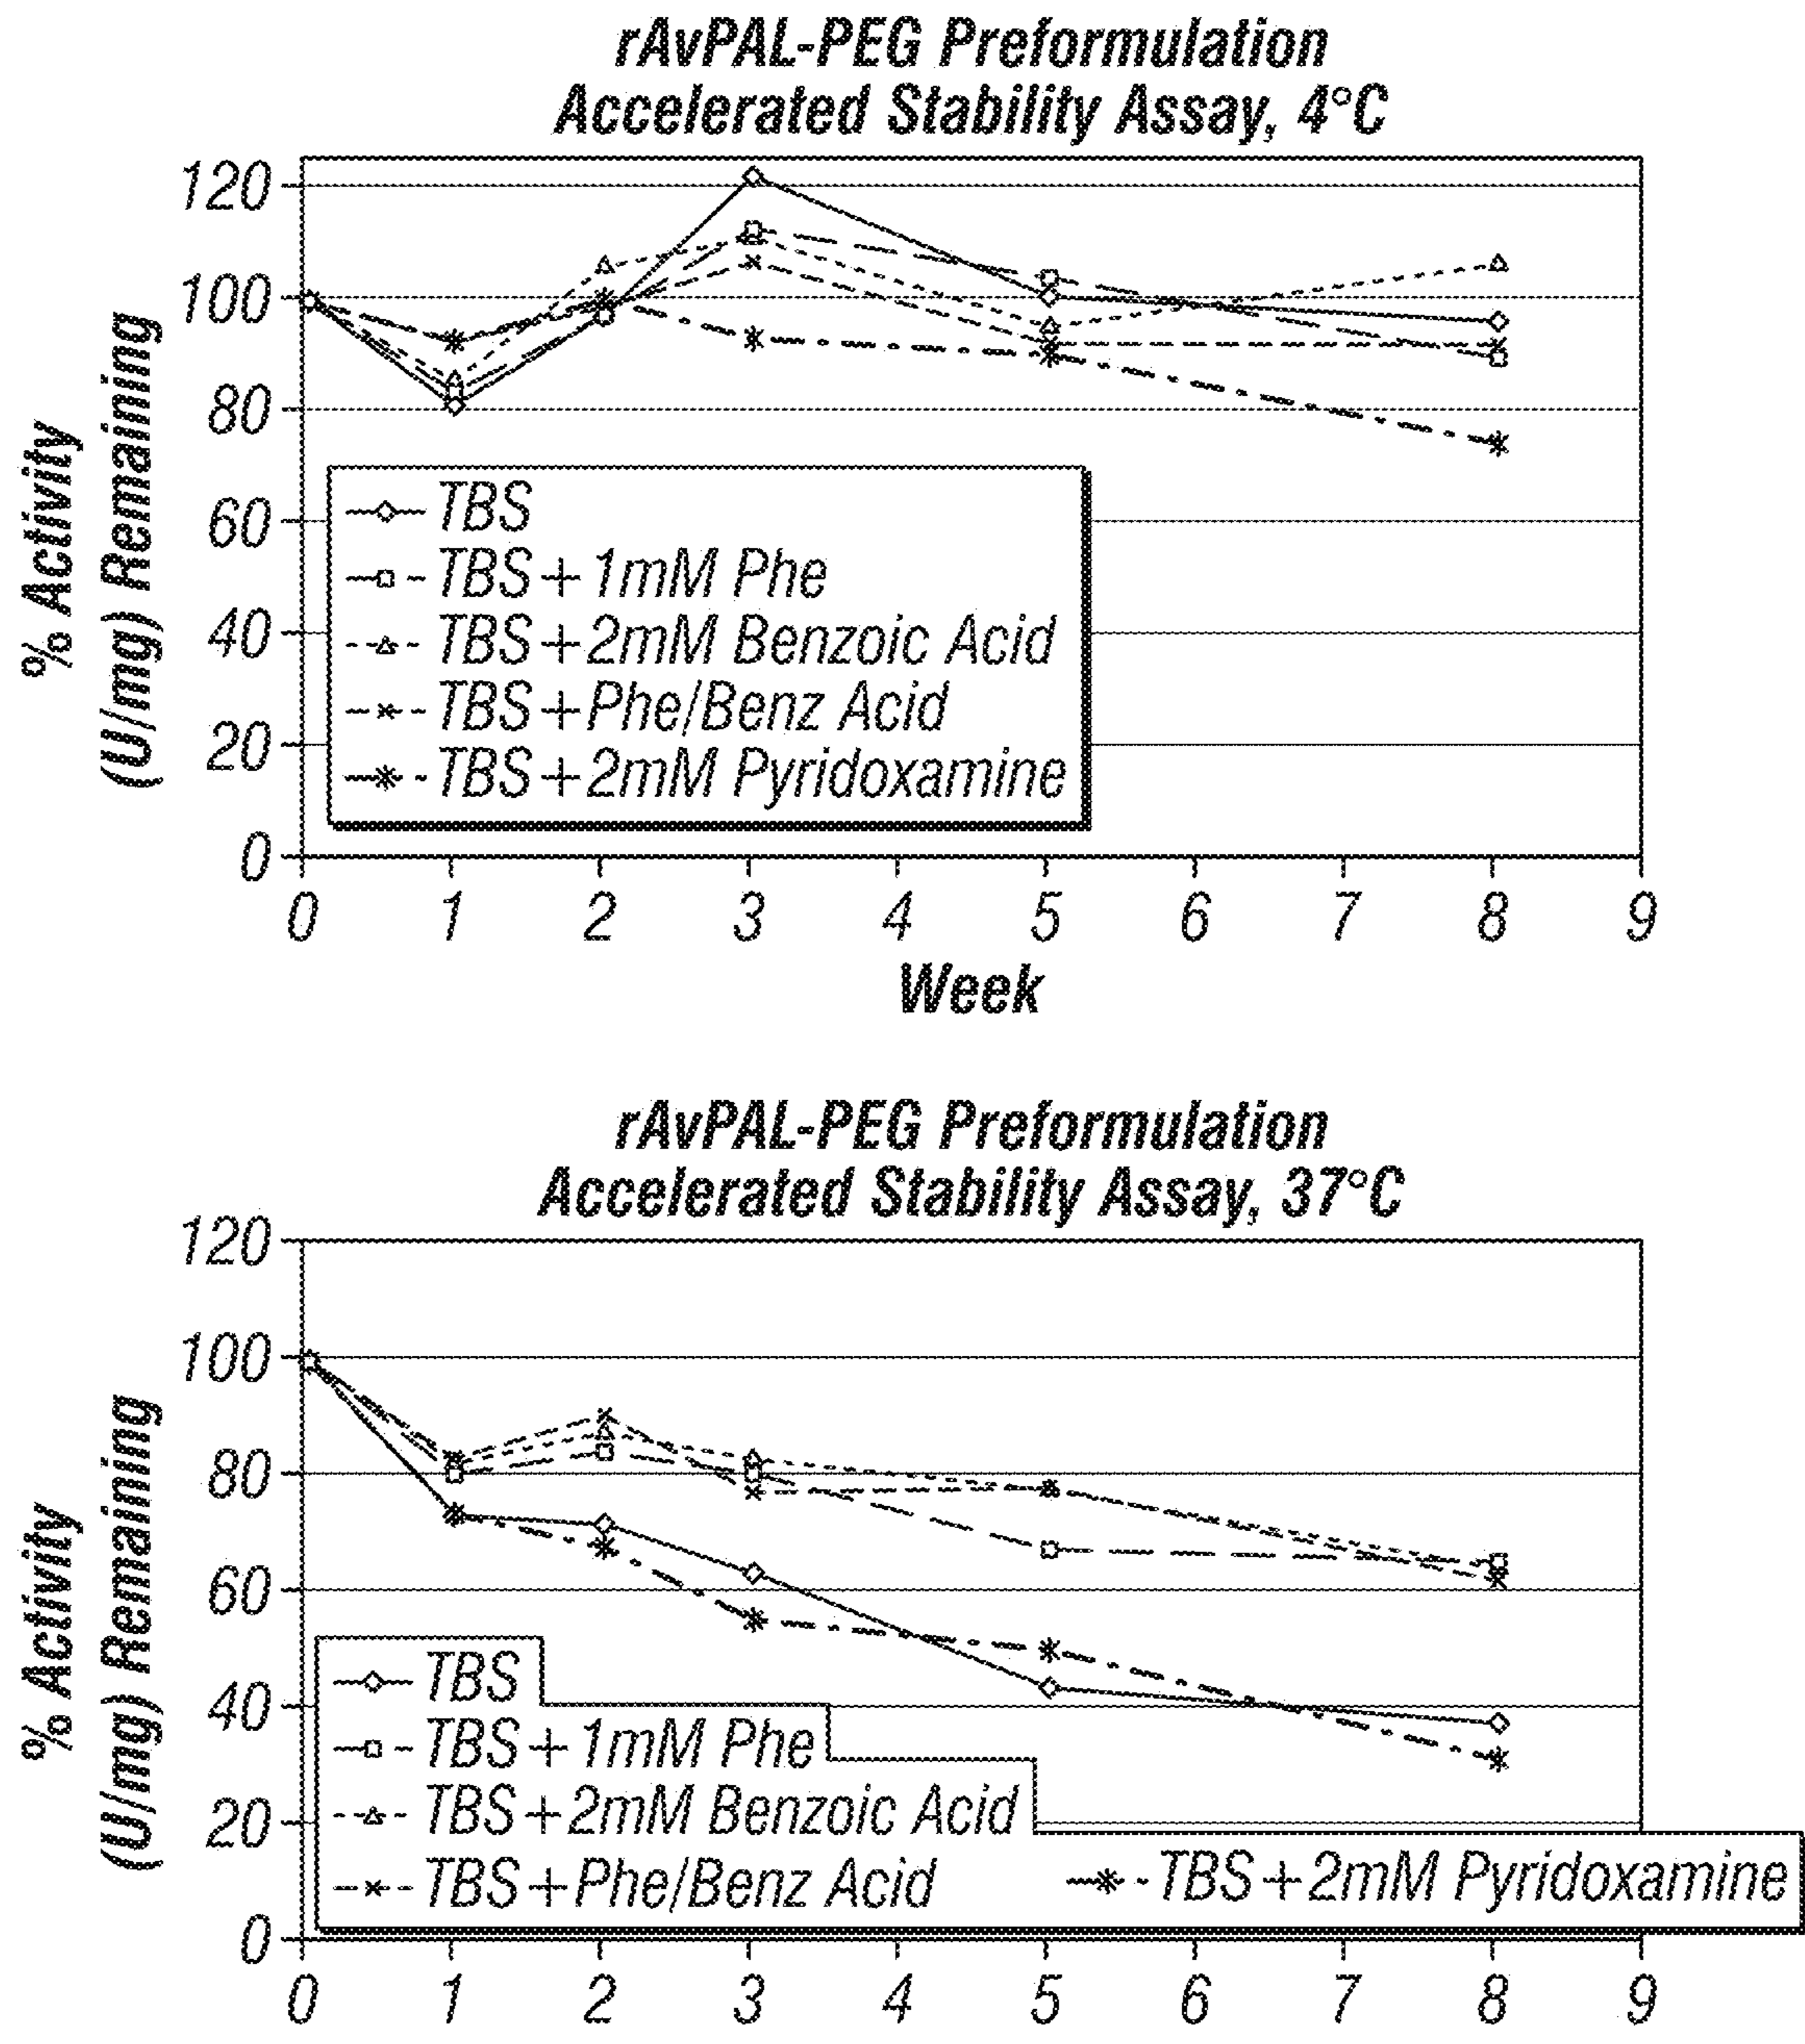 rAvPAL-PEG Preformulation
Accelerated Stability Assay, 4°C
% Activity
(U/mg) Remaining
120
100
80
60
40
20
0
TBS
TBS+1mM Phe
TBS+2mM Benzoic Acid
TBS+Phe/Benz Acid
TBS+2mM Pyridoxamine
0 1 2 3 4 5 6 7 8 9
Week
rAvPAL-PEG Preformulation
Accelerated Stability Assay, 37°C
% Activity
(U/mg) Remaining
120
100
80
60
40
20
0
TBS
TBS+1mM Phe
TBS+2mM Benzoic Acid
TBS+Phe/Benz Acid
TBS+2mM Pyridoxamine
0 1 2 3 4 5 6 7 8 9